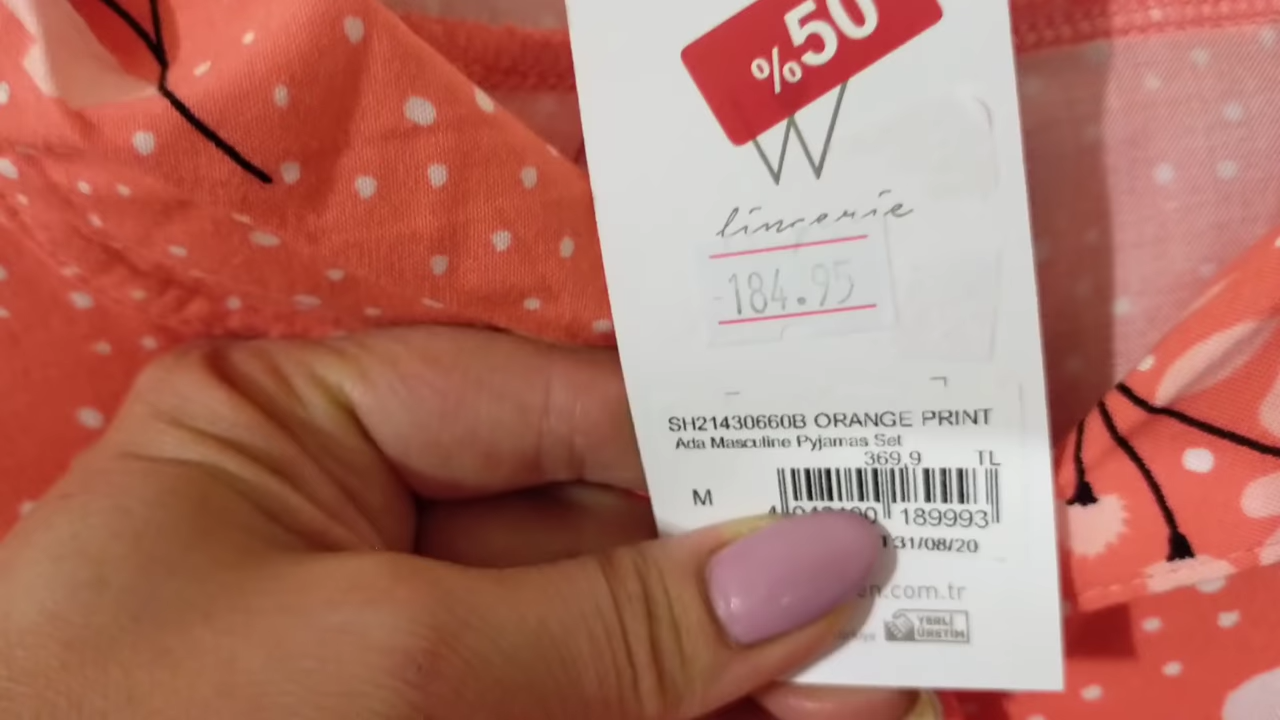 %50
W
lingerie
184.95
SH21430660B ORANGE PRINT
Ada Masculine Pyjamas Set
369,9 TL
M
189993
31/08/20
.com.tr
YERLİ
ÜRETİM